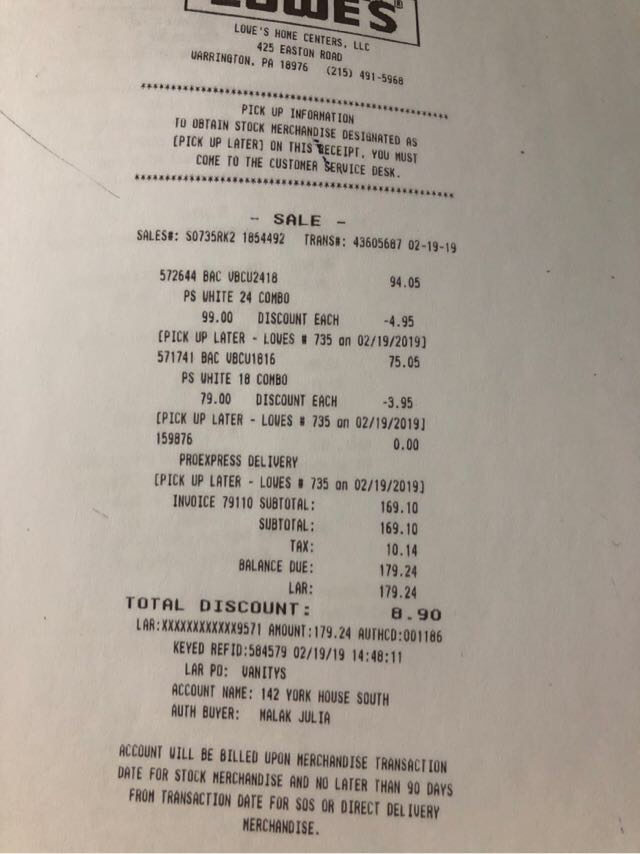 LOWE'S®
LOWE'S HOME CENTERS, LLC
425 EASTON ROAD
WARRINGTON, PA 18976 (215) 491-5968
****************************************
PICK UP INFORMATION
TO OBTAIN STOCK MERCHANDISE DESIGNATED AS
[PICK UP LATER] ON THIS RECEIPT, YOU MUST
COME TO THE CUSTOMER SERVICE DESK.
****************************************
- SALE -
SALES#: S0735RK2 1854492 TRANS#: 43605687 02-19-19
572644 BAC VBCU2418 94.05
PS WHITE 24 COMBO
99.00 DISCOUNT EACH -4.95
[PICK UP LATER - LOWES # 735 on 02/19/2019]
571741 BAC VBCU1816 75.05
PS WHITE 18 COMBO
79.00 DISCOUNT EACH -3.95
[PICK UP LATER - LOWES # 735 on 02/19/2019]
159876 0.00
PROEXPRESS DELIVERY
[PICK UP LATER - LOWES # 735 on 02/19/2019]
INVOICE 79110 SUBTOTAL: 169.10
SUBTOTAL: 169.10
TAX: 10.14
BALANCE DUE: 179.24
LAR: 179.24
TOTAL DISCOUNT: 8.90
LAR:XXXXXXXXXXXX9571 AMOUNT:179.24 AUTHCD:001186
KEYED REFID:584579 02/19/19 14:48:11
LAR PO: VANITYS
ACCOUNT NAME: 142 YORK HOUSE SOUTH
AUTH BUYER: MALAK JULIA
ACCOUNT WILL BE BILLED UPON MERCHANDISE TRANSACTION
DATE FOR STOCK MERCHANDISE AND NO LATER THAN 90 DAYS
FROM TRANSACTION DATE FOR SOS OR DIRECT DELIVERY
MERCHANDISE.